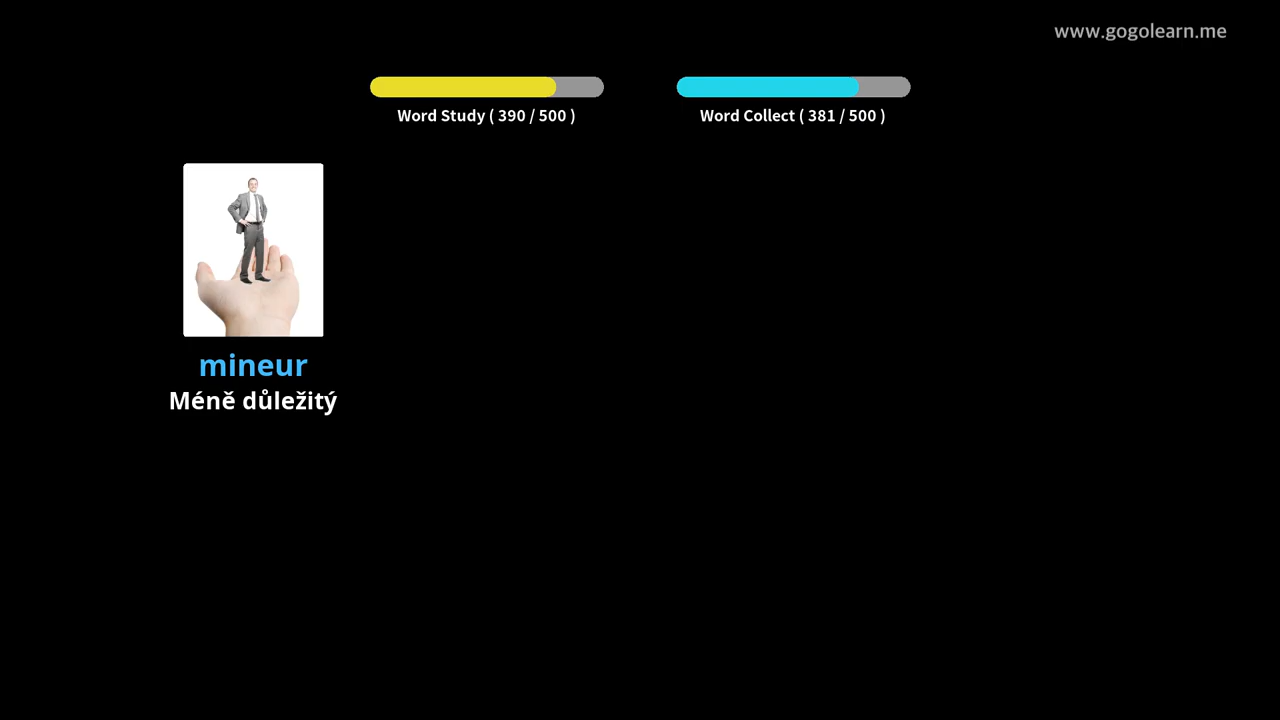 www.gogolearn.me
Word Study ( 390 / 500 )
Word Collect ( 381 / 500 )
mineur
Méně důležitý